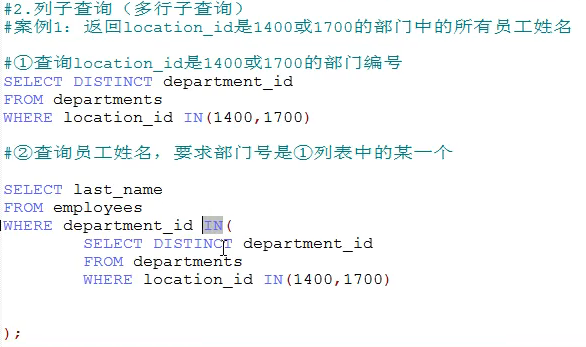 #2.列子查询（多行子查询）
#案例1：返回location_id是1400或1700的部门中的所有员工姓名
#①查询location_id是1400或1700的部门编号
SELECT DISTINCT department_id
FROM departments
WHERE location_id IN(1400,1700)
#②查询员工姓名，要求部门号是①列表中的某一个
SELECT last_name
FROM employees
WHERE department_id IN(
SELECT DISTINCT department_id
FROM departments
WHERE location_id IN(1400,1700)
);